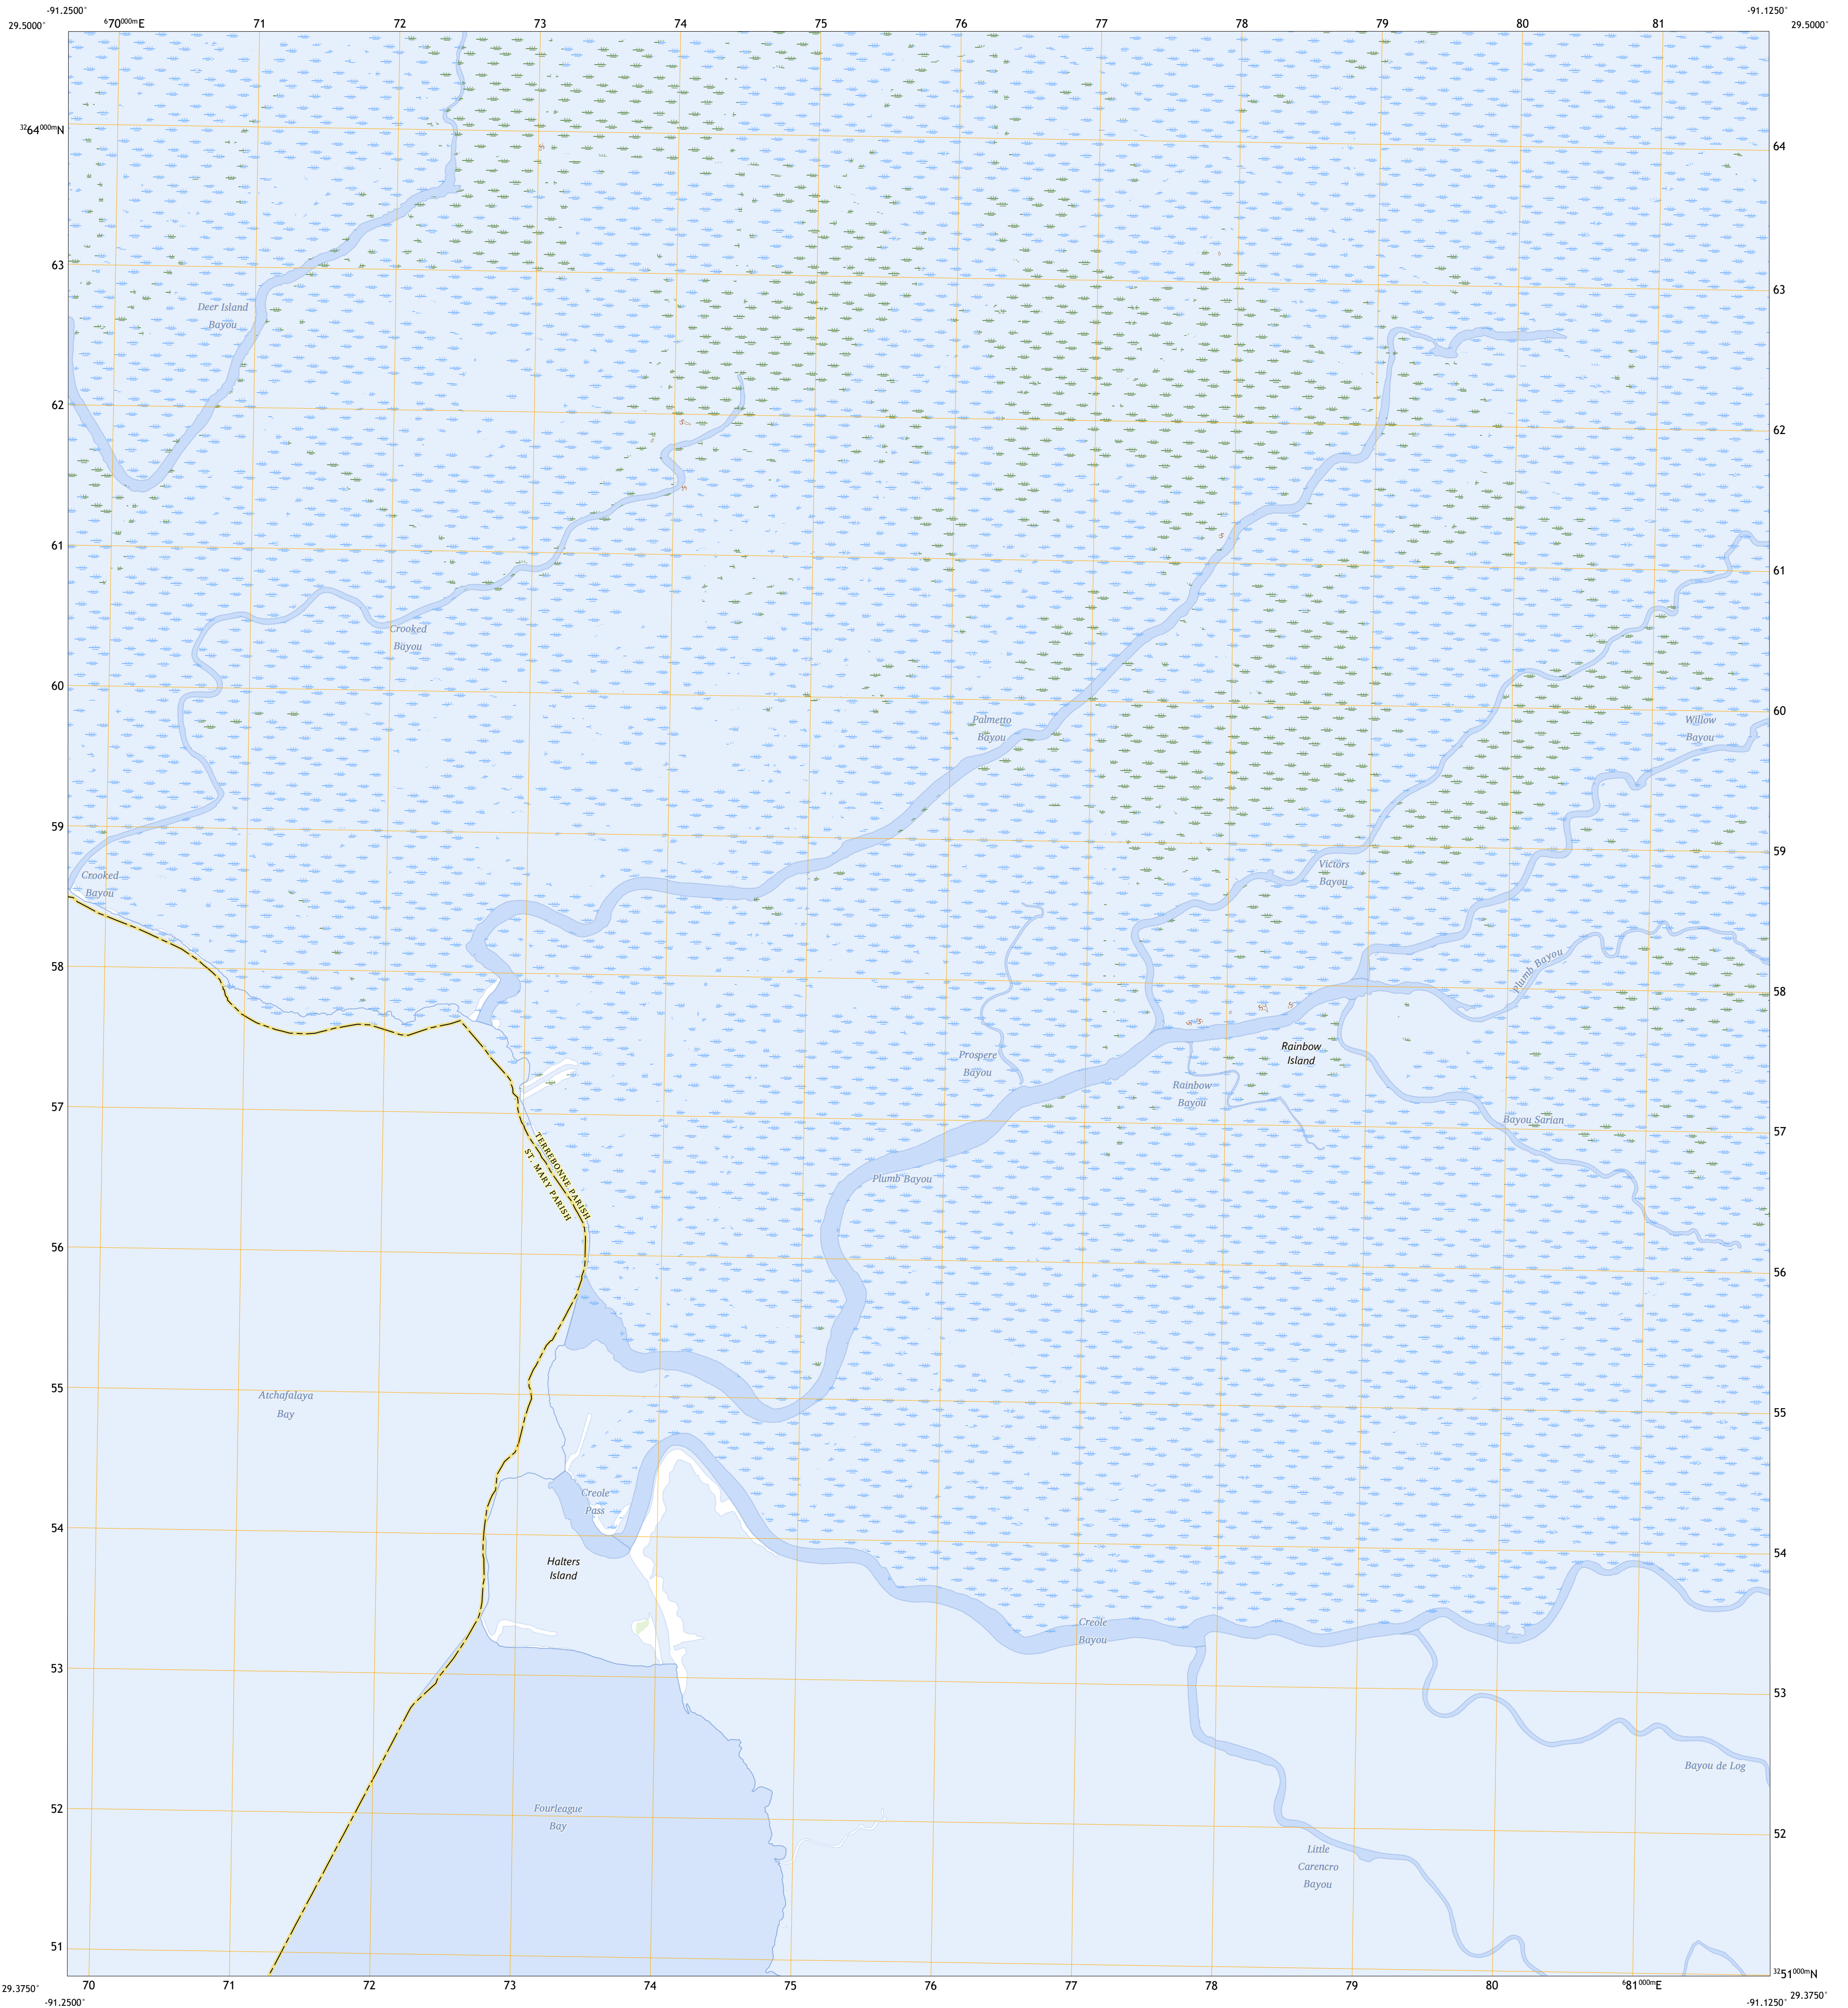 -91.2500° -91.1250°
29.5000° ⁶70⁰⁰⁰ᵐE 71 72 73 74 75 76 77 78 79 80 81 29.5000°
³²64⁰⁰⁰ᵐN 64
63 63
Deer Island
Bayou
62 62
61 61
Crooked
Bayou
60 60
Palmetto
Bayou
Willow
Bayou
59 59
Victors
Bayou
Crooked
Bayou
Plumb Bayou
58 58
Rainbow
Island
Prospere
Bayou
Rainbow
Bayou
57 57
Bayou Sarian
TERREBONNE PARISH
ST. MARY PARISH
Plumb Bayou
56 56
55 55
Atchafalaya
Bay
Creole
Pass
54 54
Halters
Island
Creole
Bayou
53 53
Bayou de Log
52 52
Fourleague
Bay
Little
Carencro
Bayou
51 ³²51⁰⁰⁰ᵐN
29.3750° 70 71 72 73 74 75 76 77 78 79 80 ⁶81⁰⁰⁰ᵐE 29.3750°
-91.2500° -91.1250°